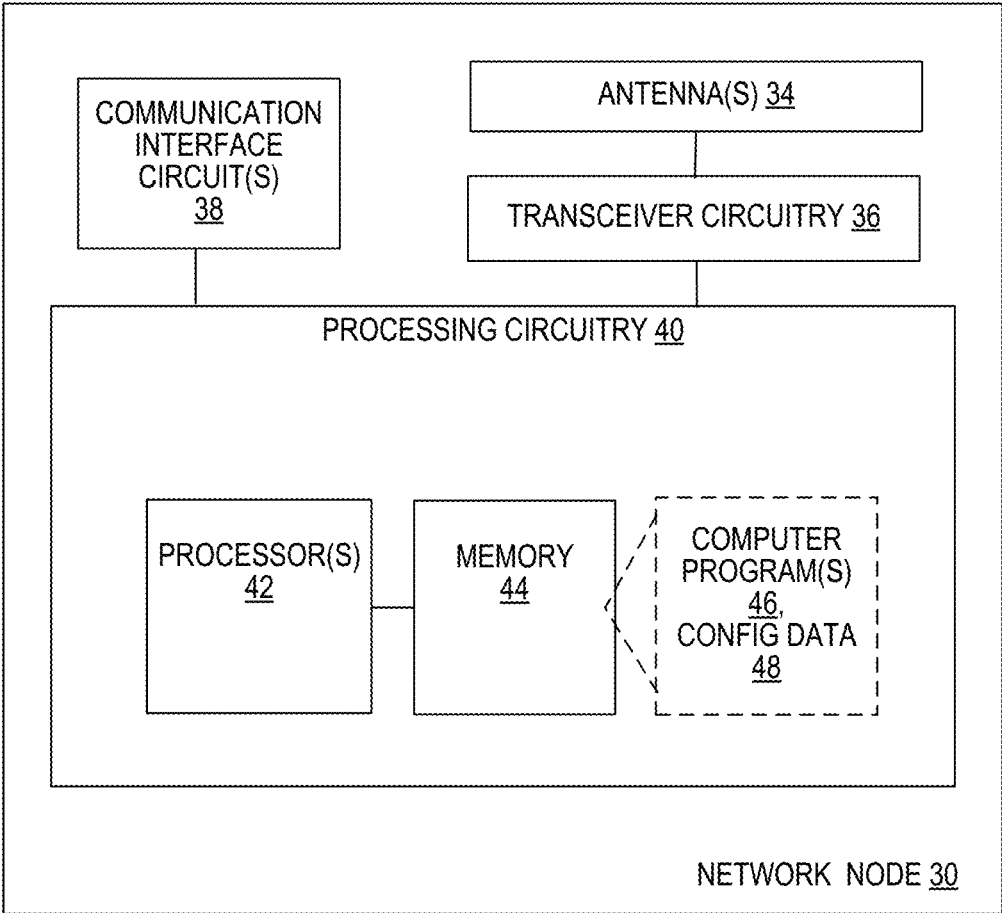 COMMUNICATION
INTERFACE
CIRCUIT(S)
38
ANTENNA(S) 34
TRANSCEIVER CIRCUITRY 36
PROCESSING CIRCUITRY 40
PROCESSOR(S)
42
MEMORY
44
COMPUTER
PROGRAM(S)
46,
CONFIG DATA
48
NETWORK NODE 30